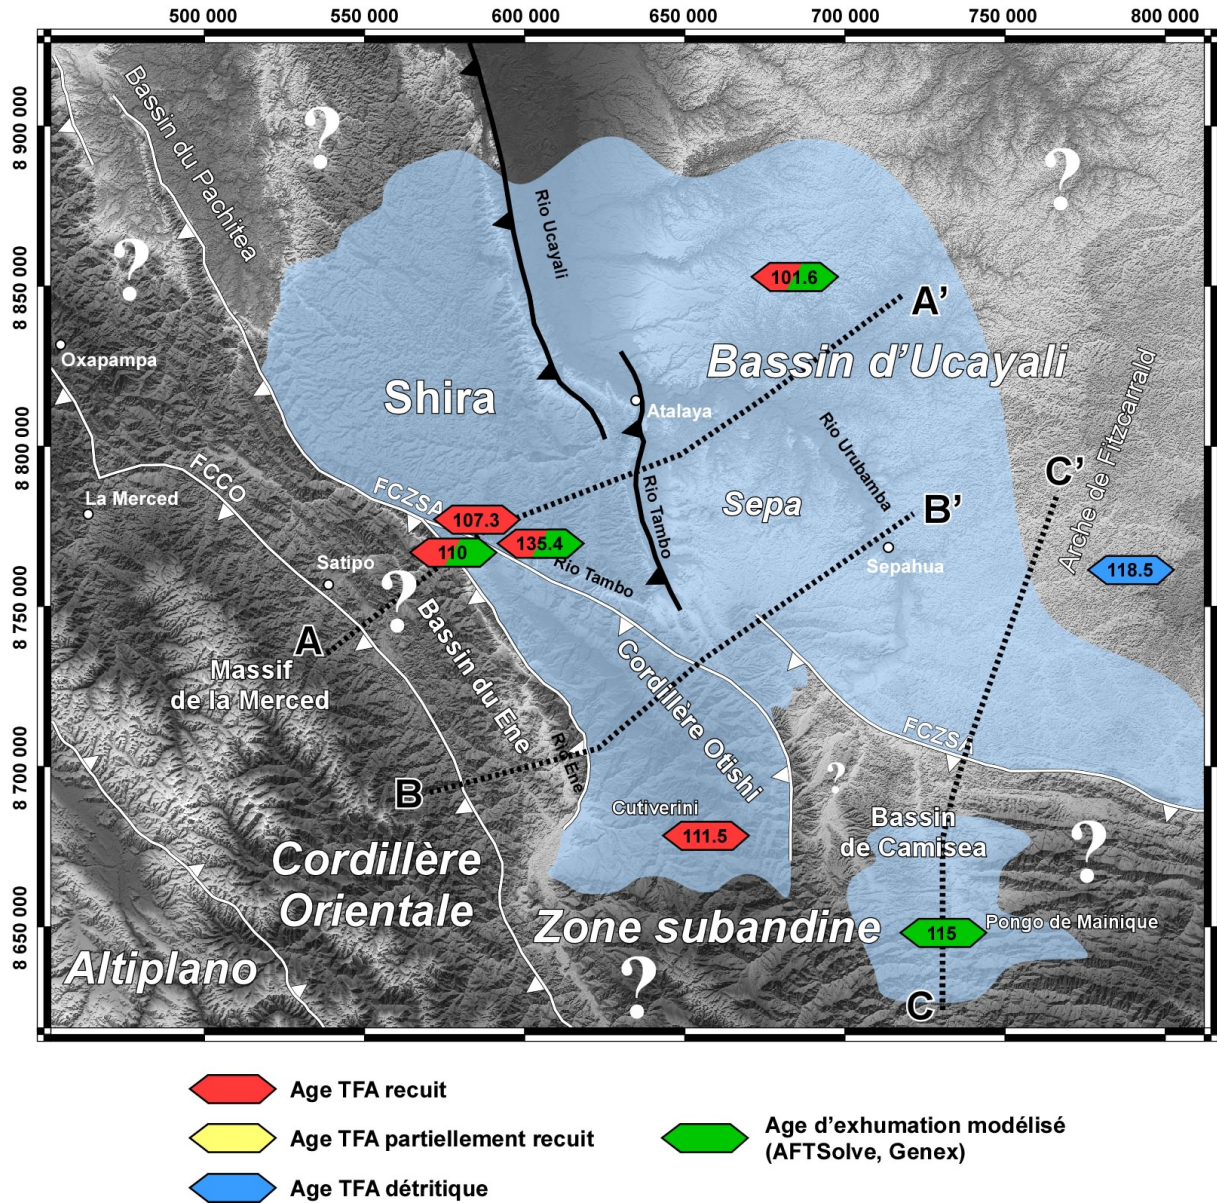 500 000 550 000 600 000 650 000 700 000 750 000 800 000
8 900 000
8 850 000
8 800 000
8 750 000
8 700 000
8 650 000
Bassin du Pachitea
?
?
?
Rio Ucayali
101.6
A’
Bassin d’Ucayali
Oxapampa
Shira
Atalaya
Arche de Fitzcarrald
Rio Urubamba
C’
La Merced
FCCO
FCZSA
107.3
Rio Tambo
Sepa
B’
110
135.4
Satipo
?
Rio Tambo
Sepahua
118.5
A
Bassin du Ene
Massif
de la Merced
Cordillère Otishi
Rio Ene
FCZSA
B
?
Cutiverini
111.5
Bassin
de Camisea
?
Cordillère
Orientale
Zone subandine
115
Pongo de Mainique
Altiplano
?
C
Age TFA recuit
Age TFA partiellement recuit
Age TFA détritique
Age d’exhumation modélisé
(AFTSolve, Genex)